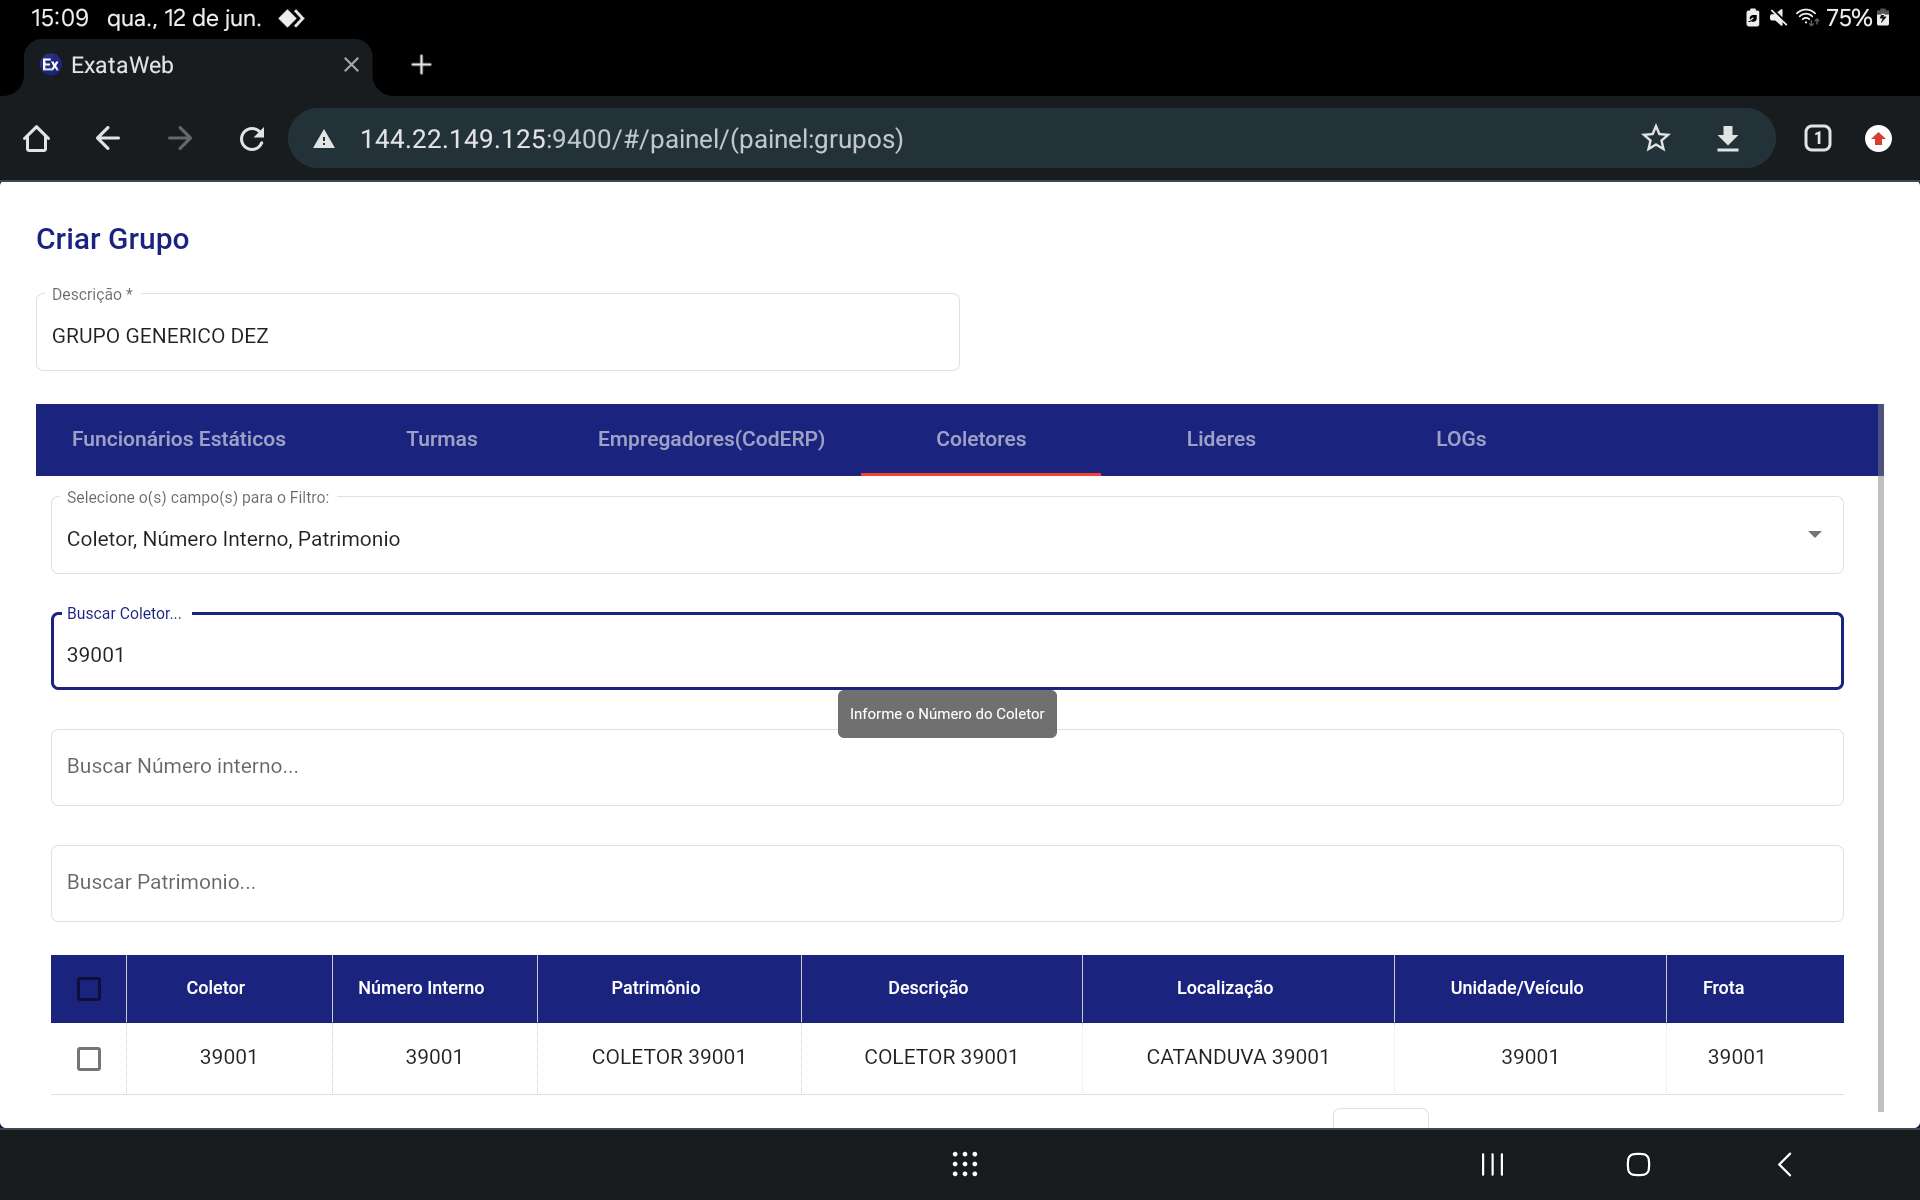 15:09 qua., 12 de jun. 75%
Ex ExataWeb
144.22.149.125:9400/#/painel/(painel:grupos) 1
Criar Grupo
Descrição *
GRUPO GENERICO DEZ
Funcionários Estáticos Turmas Empregadores(CodERP) Coletores Lideres LOGs
Selecione o(s) campo(s) para o Filtro:
Coletor, Número Interno, Patrimonio
Buscar Coletor...
39001
Informe o Número do Coletor
Buscar Número interno...
Buscar Patrimonio...
Coletor Número Interno Patrimônio Descrição Localização Unidade/Veículo Frota
39001 39001 COLETOR 39001 COLETOR 39001 CATANDUVA 39001 39001 39001